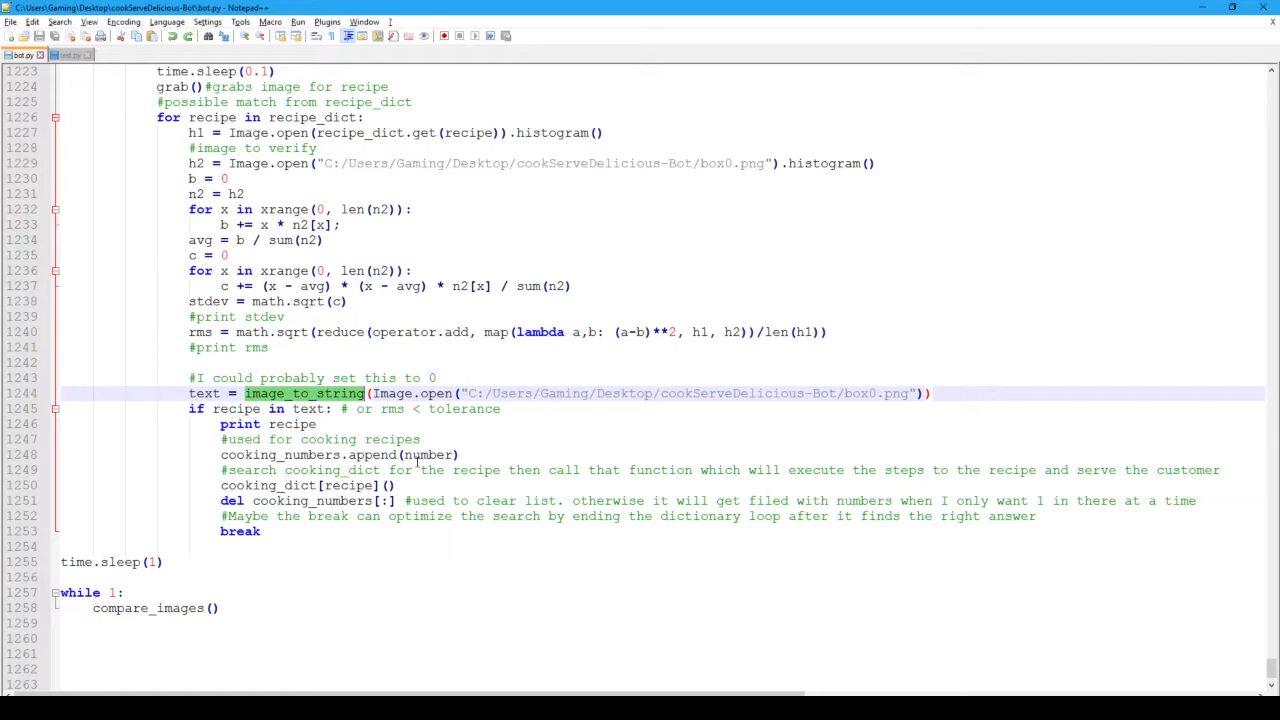 C:\Users\Gaming\Desktop\cookServeDelicious-Bot\bot.py - Notepad++
File Edit Search View Encoding Language Settings Tools Macro Run Plugins Window ?
X
bot.py test.py
1223 time.sleep(0.1)
1224 grab()#grabs image for recipe
1225 #possible match from recipe_dict
1226 for recipe in recipe_dict:
1227 h1 = Image.open(recipe_dict.get(recipe)).histogram()
1228 #image to verify
1229 h2 = Image.open("C:/Users/Gaming/Desktop/cookServeDelicious-Bot/box0.png").histogram()
1230 b = 0
1231 n2 = h2
1232 for x in xrange(0, len(n2)):
1233 b += x * n2[x];
1234 avg = b / sum(n2)
1235 c = 0
1236 for x in xrange(0, len(n2)):
1237 c += (x - avg) * (x - avg) * n2[x] / sum(n2)
1238 stdev = math.sqrt(c)
1239 #print stdev
1240 rms = math.sqrt(reduce(operator.add, map(lambda a,b: (a-b)**2, h1, h2))/len(h1))
1241 #print rms
1242
1243 #I could probably set this to 0
1244 text = image_to_string(Image.open("C:/Users/Gaming/Desktop/cookServeDelicious-Bot/box0.png"))
1245 if recipe in text: # or rms < tolerance
1246 print recipe
1247 #used for cooking recipes
1248 cooking_numbers.append(number)
1249 #search cooking_dict for the recipe then call that function which will execute the steps to the recipe and serve the customer
1250 cooking_dict[recipe]()
1251 del cooking_numbers[:] #used to clear list. otherwise it will get filed with numbers when I only want 1 in there at a time
1252 #Maybe the break can optimize the search by ending the dictionary loop after it finds the right answer
1253 break
1254
1255 time.sleep(1)
1256
1257 while 1:
1258 compare_images()
1259
1260
1261
1262
1263